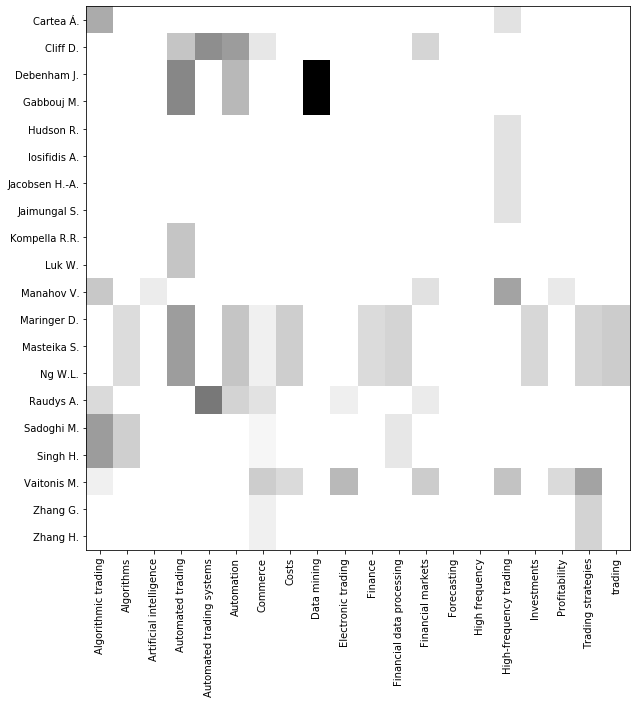 Cartea Á.
Cliff D.
Debenham J.
Gabbouj M.
Hudson R.
Iosifidis A.
Jacobsen H.-A.
Jaimungal S.
Kompella R.R.
Luk W.
Manahov V.
Maringer D.
Masteika S.
Ng W.L.
Raudys A.
Sadoghi M.
Singh H.
Vaitonis M.
Zhang G.
Zhang H.
Algorithmic trading
Algorithms
Artificial intelligence
Automated trading
Automated trading systems
Automation
Commerce
Costs
Data mining
Electronic trading
Finance
Financial data processing
Financial markets
Forecasting
High frequency
High-frequency trading
Investments
Profitability
Trading strategies
trading